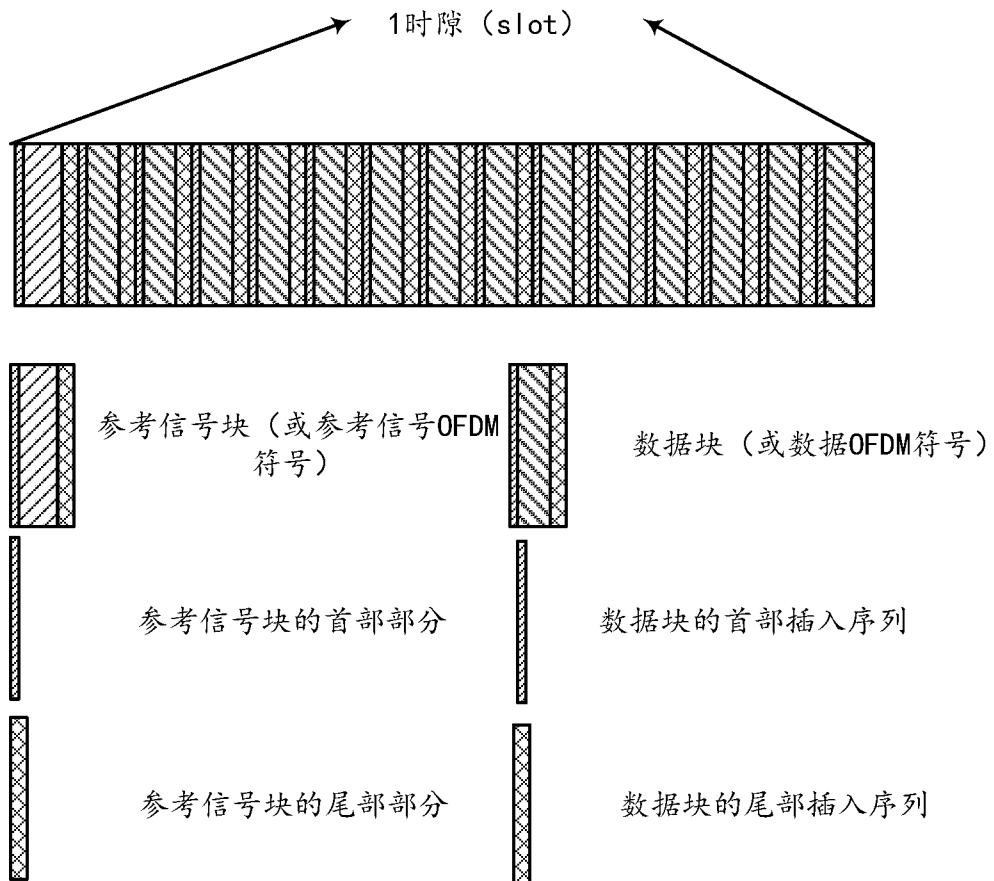 1时隙（slot）
参考信号块（或参考信号OFDM
符号）
数据块（或数据OFDM符号）
参考信号块的首部部分
数据块的首部插入序列
参考信号块的尾部部分
数据块的尾部插入序列